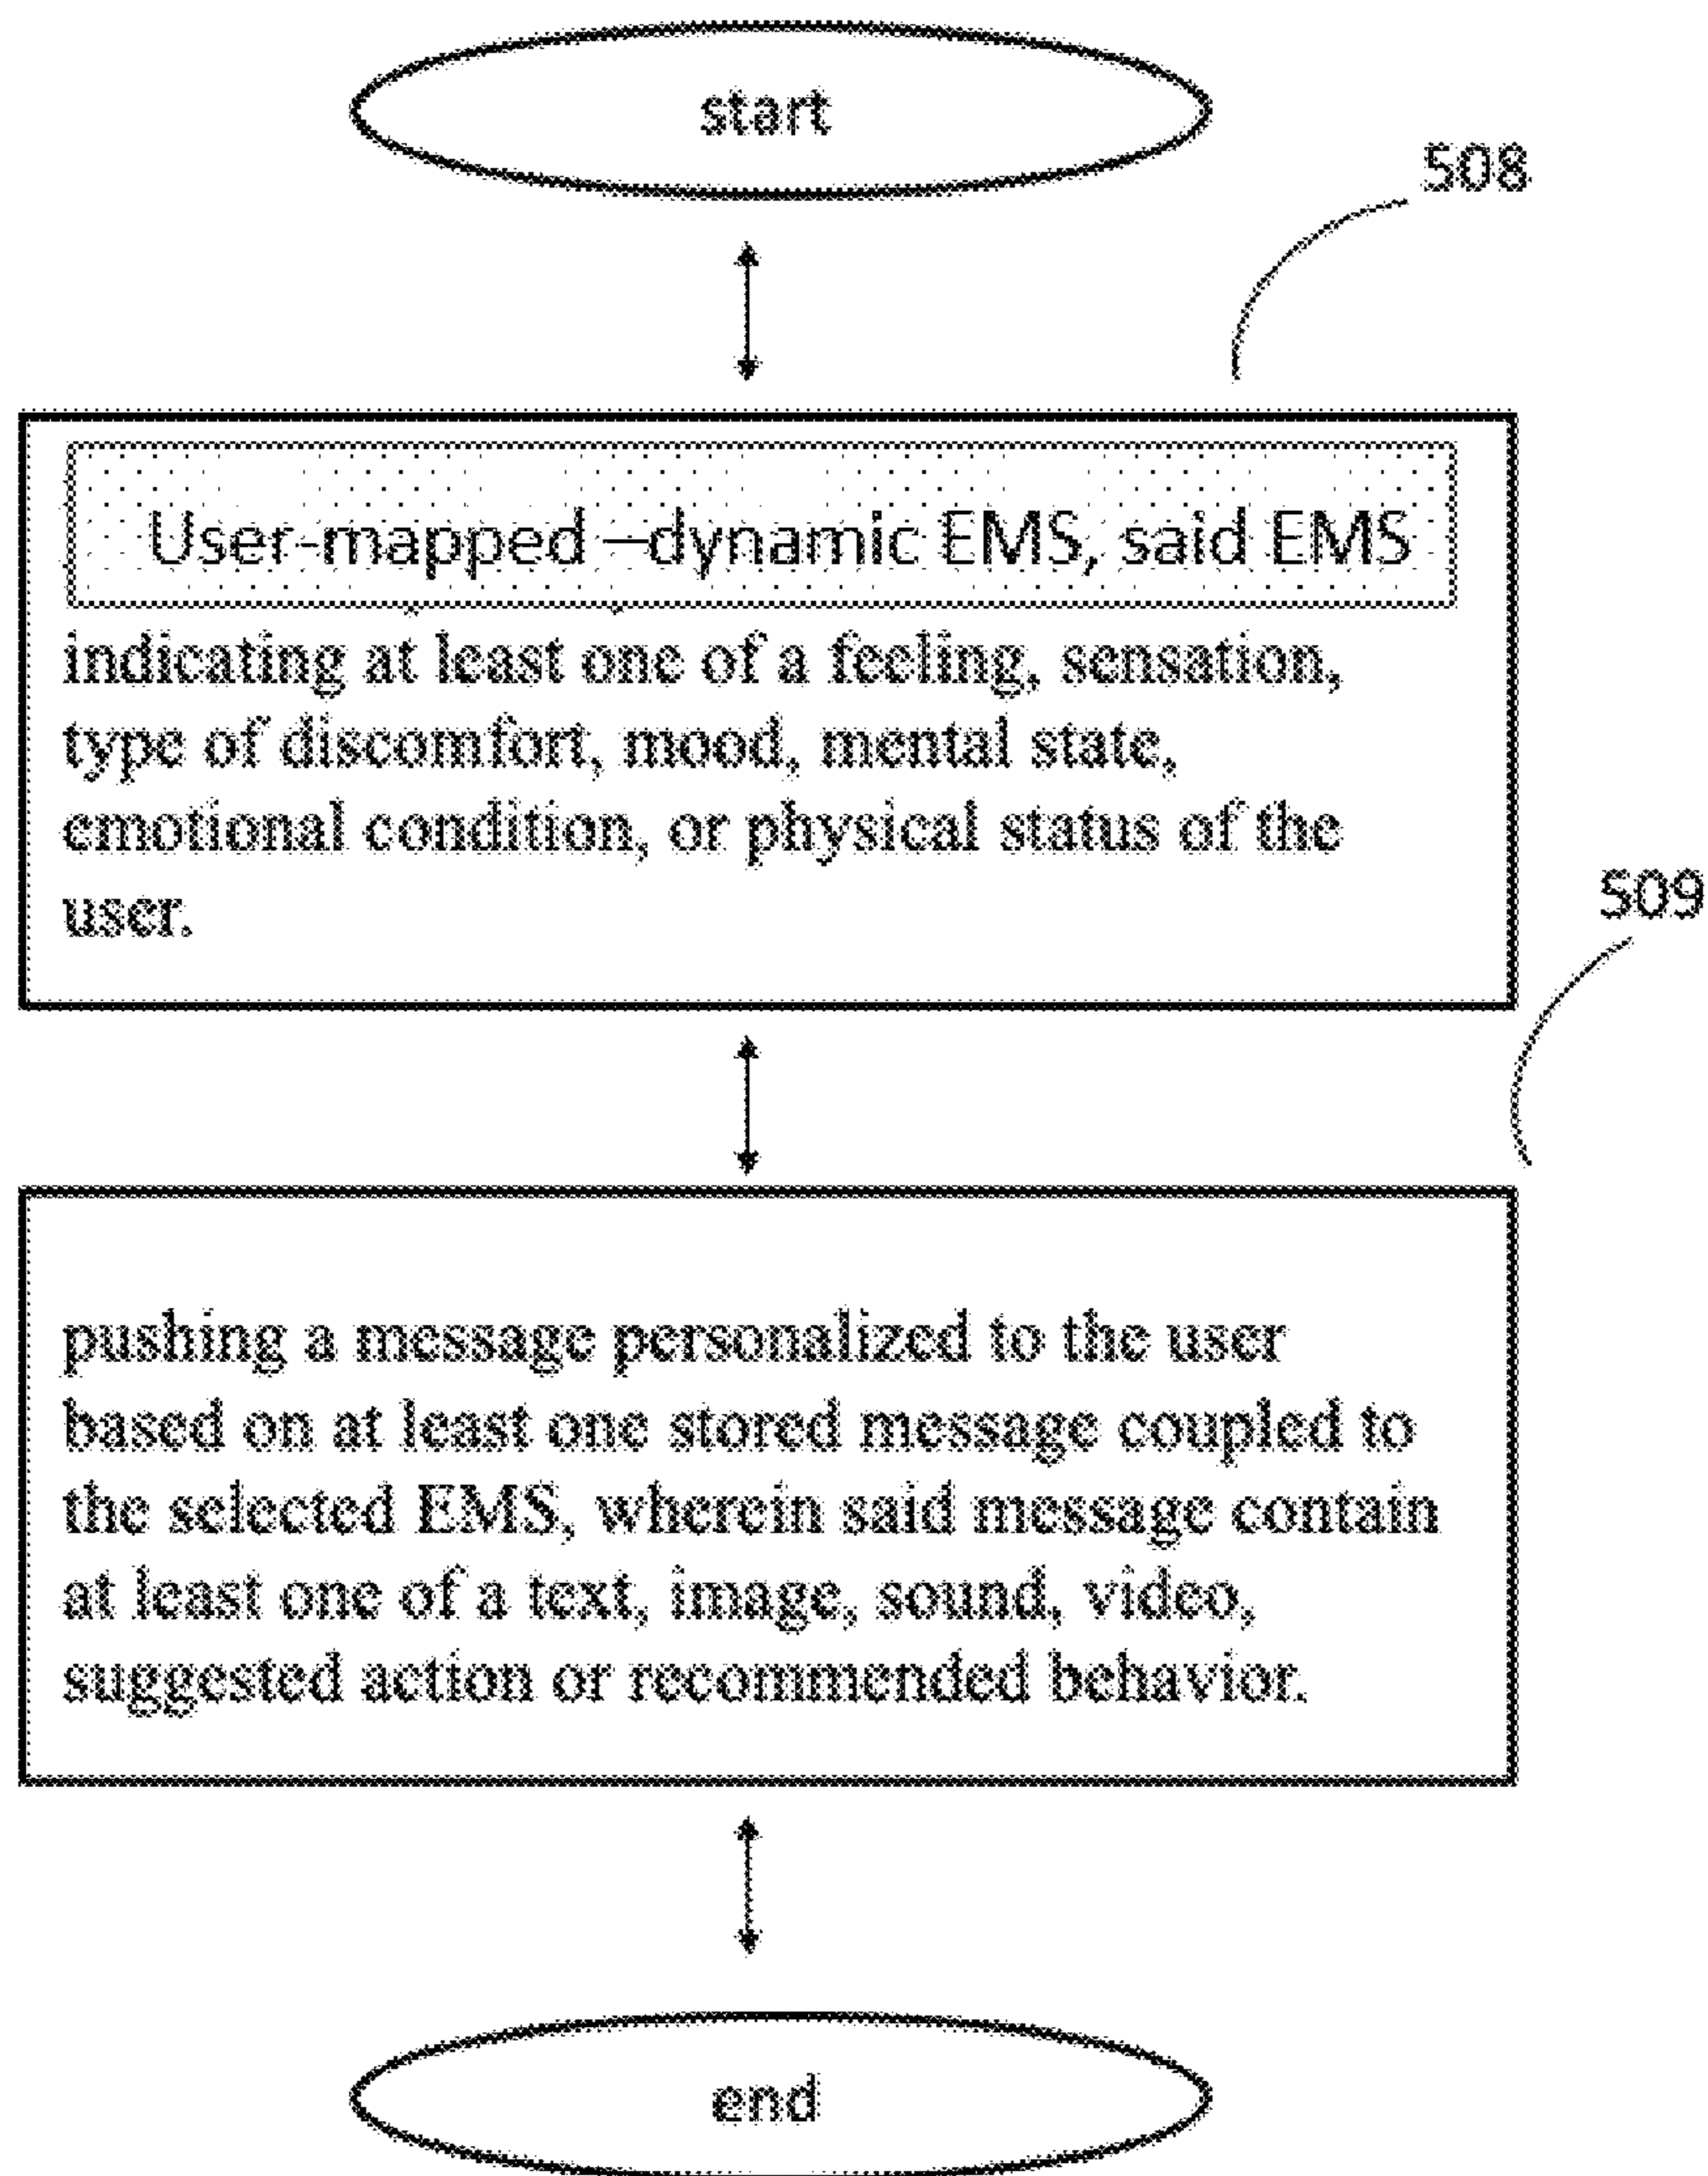 start
508
User-mapped –dynamic EMS, said EMS
indicating at least one of a feeling, sensation,
type of discomfort, mood, mental state,
emotional condition, or physical status of the
user.
509
pushing a message personalized to the user
based on at least one stored message coupled to
the selected EMS, wherein said message contain
at least one of a text, image, sound, video,
suggested action or recommended behavior.
end